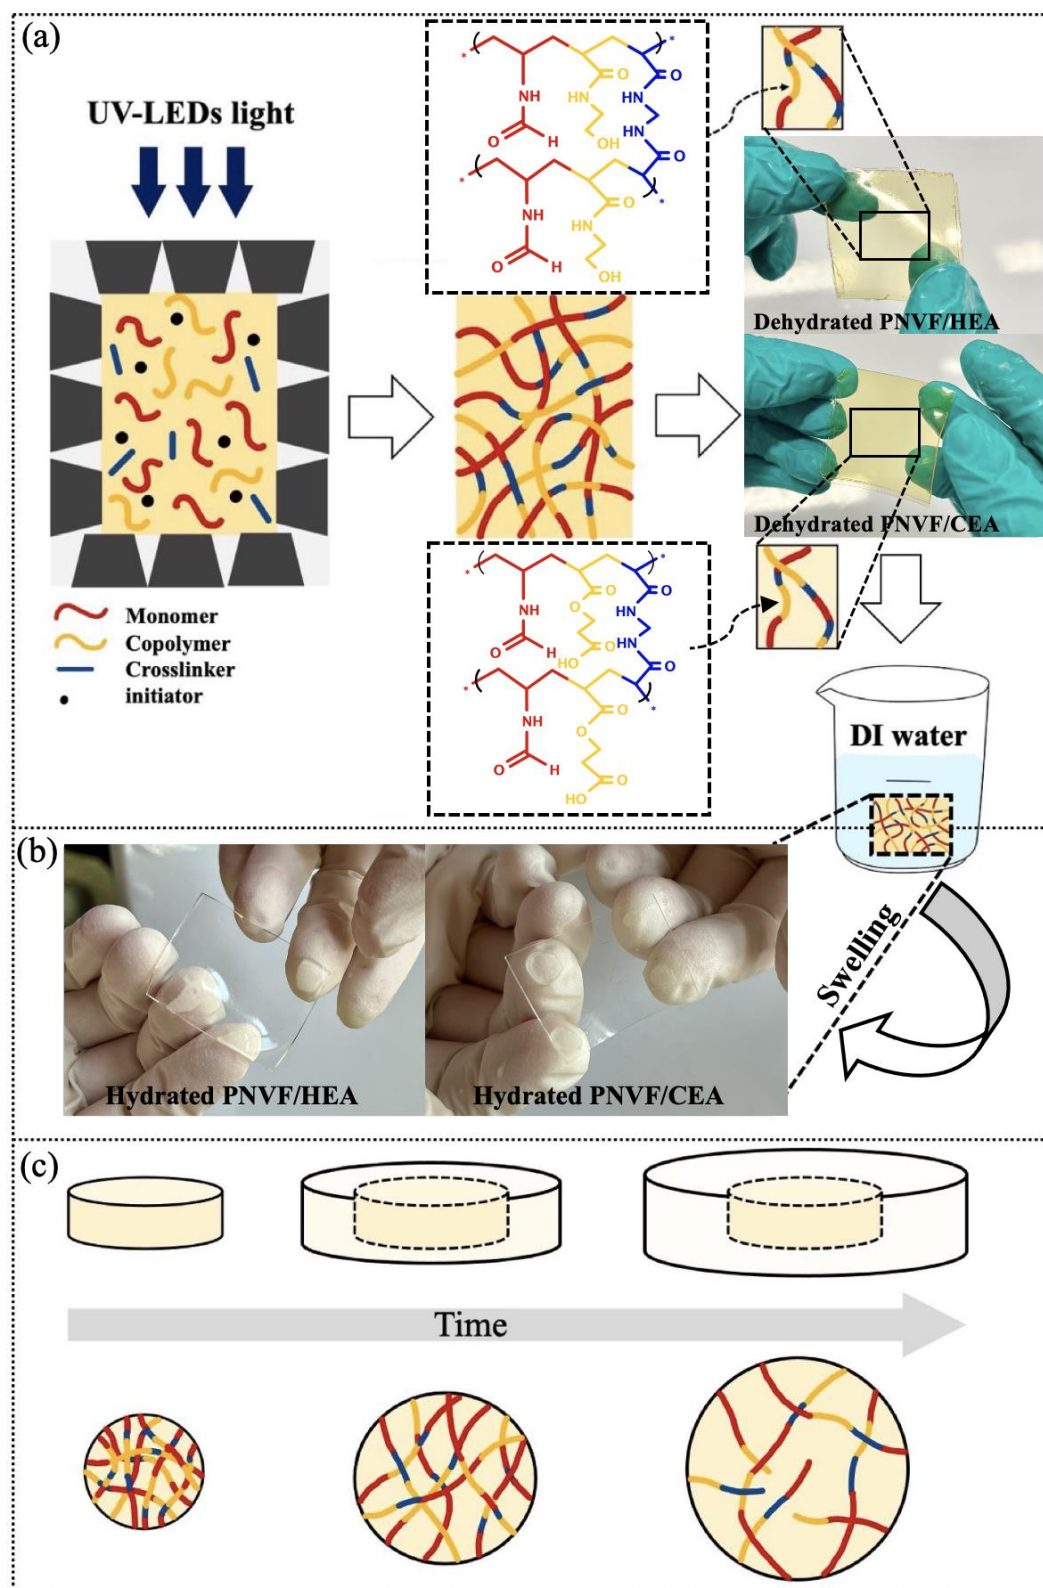 (a)
UV-LEDs light
Monomer
Copolymer
Crosslinker
initiator
* ( ) *
O
NH HN HN
O H OH HN
O
* ( ) *
O
NH HN
O H OH
Dehydrated PNVF/HEA
Dehydrated PNVF/CEA
* ( ) *
O O
NH O HN
O H HO O HN
O
* ( ) *
O
NH O
O H O
HO
DI water
Swelling
(b)
Hydrated PNVF/HEA
Hydrated PNVF/CEA
(c)
Time